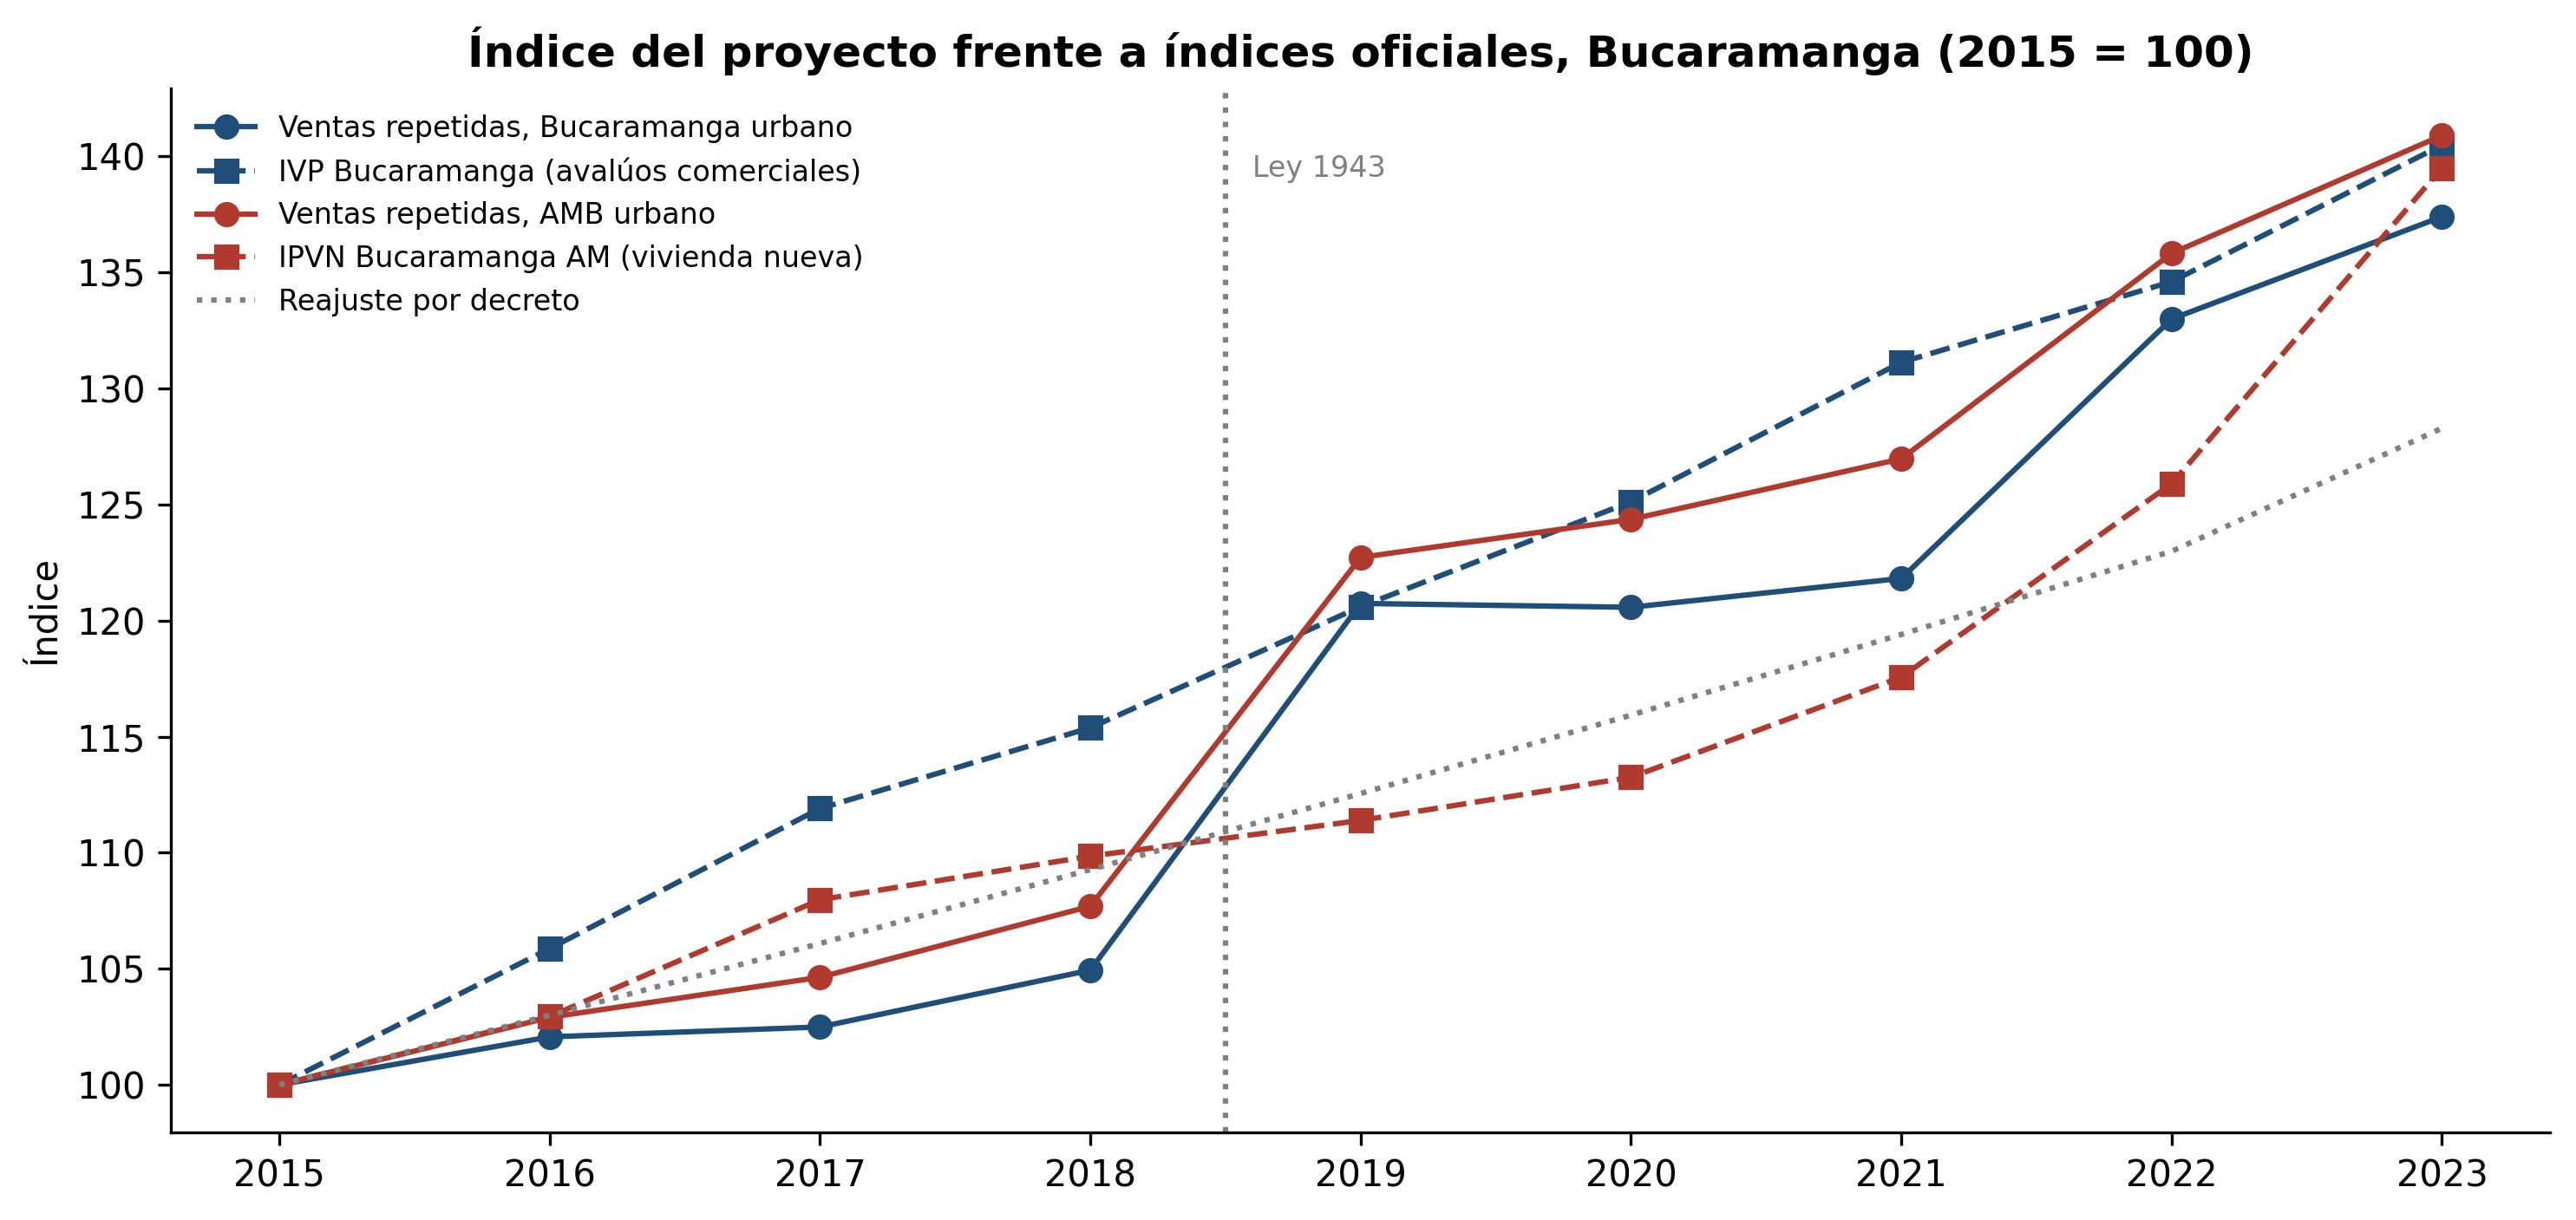 Índice del proyecto frente a índices oficiales, Bucaramanga (2015 = 100)
Ventas repetidas, Bucaramanga urbano
IVP Bucaramanga (avalúos comerciales)
Ventas repetidas, AMB urbano
IPVN Bucaramanga AM (vivienda nueva)
Reajuste por decreto
Ley 1943
Índice
140
135
130
125
120
115
110
105
100
2015 2016 2017 2018 2019 2020 2021 2022 2023